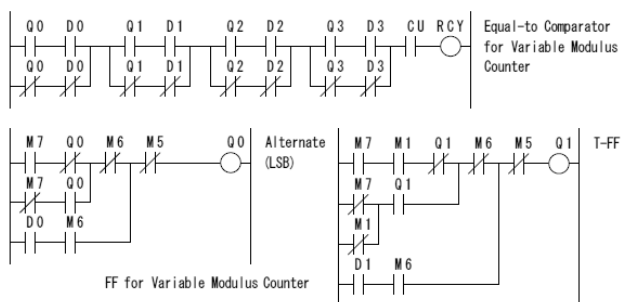 Q0 D0 Q1 D1 Q2 D2 Q3 D3 CU RCY
Q0 D0 Q1 D1 Q2 D2 Q3 D3
Equal-to Comparator
for Variable Modulus
Counter
M7 Q0 M6 M5 Q0
M7 Q0
D0 M6
Alternate
(LSB)
M7 M1 Q1 M6 M5 Q1
M7 Q1
M1
D1 M6
T-FF
FF for Variable Modulus Counter